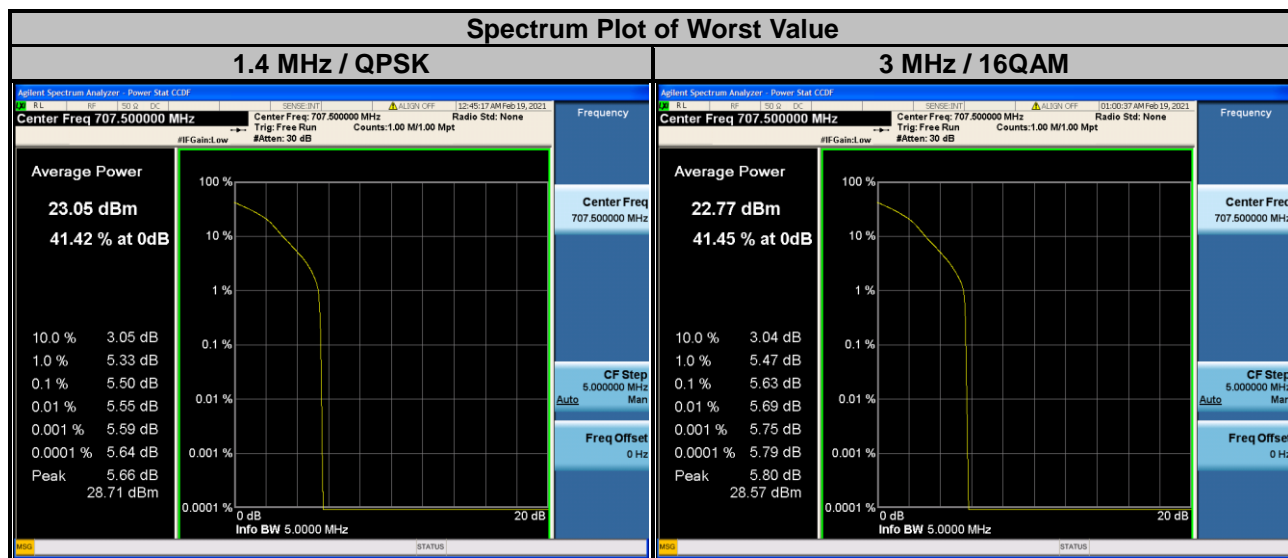 Spectrum Plot of Worst Value
1.4 MHz / QPSK
3 MHz / 16QAM
Agilent Spectrum Analyzer - Power Stat CCDF
RL RF 50 Ω DC SENSE:INT ALIGN OFF 12:45:17 AM Feb 19, 2021
Center Freq 707.500000 MHz
Center Freq: 707.500000 MHz Radio Std: None
Trig: Free Run Counts:1.00 M/1.00 Mpt
#IFGain:Low #Atten: 30 dB
Frequency
Average Power
23.05 dBm
41.42 % at 0dB
10.0 % 3.05 dB
1.0 % 5.33 dB
0.1 % 5.50 dB
0.01 % 5.55 dB
0.001 % 5.59 dB
0.0001 % 5.64 dB
Peak 5.66 dB
28.71 dBm
100 %
10 %
1 %
0.1 %
0.01 %
0.001 %
0.0001 %
0 dB 20 dB
Info BW 5.0000 MHz
Center Freq
707.500000 MHz
CF Step
5.000000 MHz
Auto Man
Freq Offset
0 Hz
MSG STATUS
Agilent Spectrum Analyzer - Power Stat CCDF
RL RF 50 Ω DC SENSE:INT ALIGN OFF 01:00:37 AM Feb 19, 2021
Center Freq 707.500000 MHz
Center Freq: 707.500000 MHz Radio Std: None
Trig: Free Run Counts:1.00 M/1.00 Mpt
#IFGain:Low #Atten: 30 dB
Frequency
Average Power
22.77 dBm
41.45 % at 0dB
10.0 % 3.04 dB
1.0 % 5.47 dB
0.1 % 5.63 dB
0.01 % 5.69 dB
0.001 % 5.75 dB
0.0001 % 5.79 dB
Peak 5.80 dB
28.57 dBm
100 %
10 %
1 %
0.1 %
0.01 %
0.001 %
0.0001 %
0 dB 20 dB
Info BW 5.0000 MHz
Center Freq
707.500000 MHz
CF Step
5.000000 MHz
Auto Man
Freq Offset
0 Hz
MSG STATUS